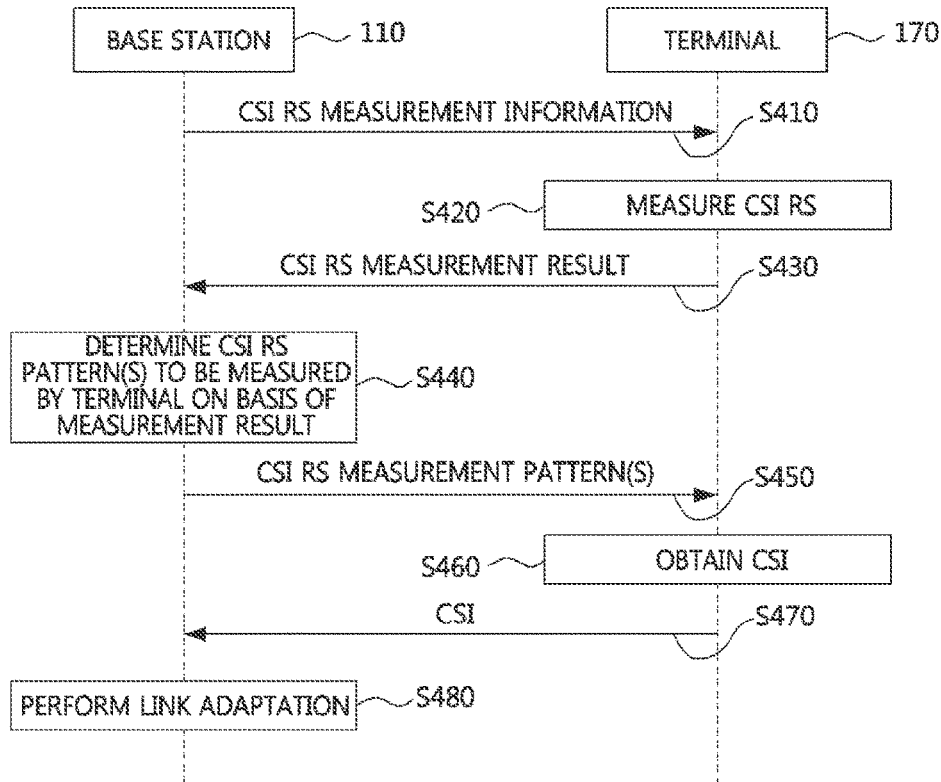 BASE STATION
110
TERMINAL
170
CSI RS MEASUREMENT INFORMATION
S410
S420
MEASURE CSI RS
CSI RS MEASUREMENT RESULT
S430
DETERMINE CSI RS
PATTERN(S) TO BE MEASURED
BY TERMINAL ON BASIS OF
MEASUREMENT RESULT
S440
CSI RS MEASUREMENT PATTERN(S)
S450
S460
OBTAIN CSI
CSI
S470
PERFORM LINK ADAPTATION
S480